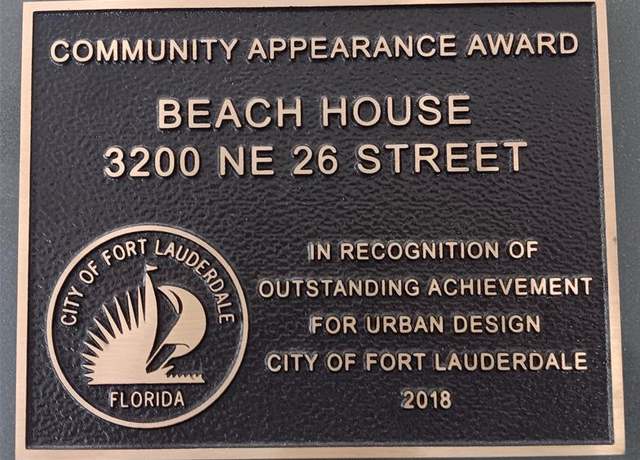 COMMUNITY APPEARANCE AWARD
BEACH HOUSE
3200 NE 26 STREET
CITY OF FORT LAUDERDALE
FLORIDA
IN RECOGNITION OF
OUTSTANDING ACHIEVEMENT
FOR URBAN DESIGN
CITY OF FORT LAUDERDALE
2018